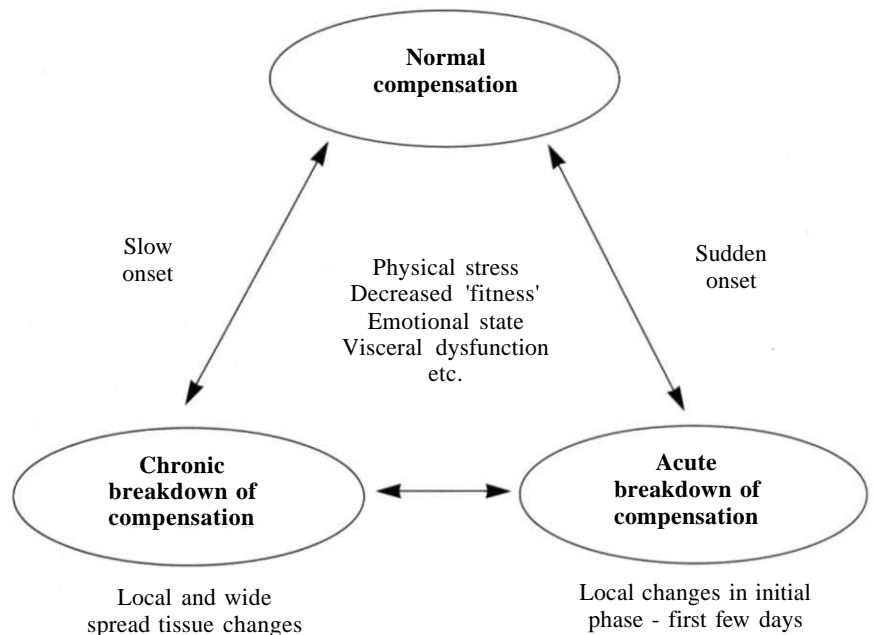 Normal
compensation
Slow
onset
Physical stress
Decreased 'fitness'
Emotional state
Visceral dysfunction
etc.
Sudden
onset
Chronic
breakdown of
compensation
Acute
breakdown of
compensation
Local and wide
spread tissue changes
Local changes in initial
phase - first few days